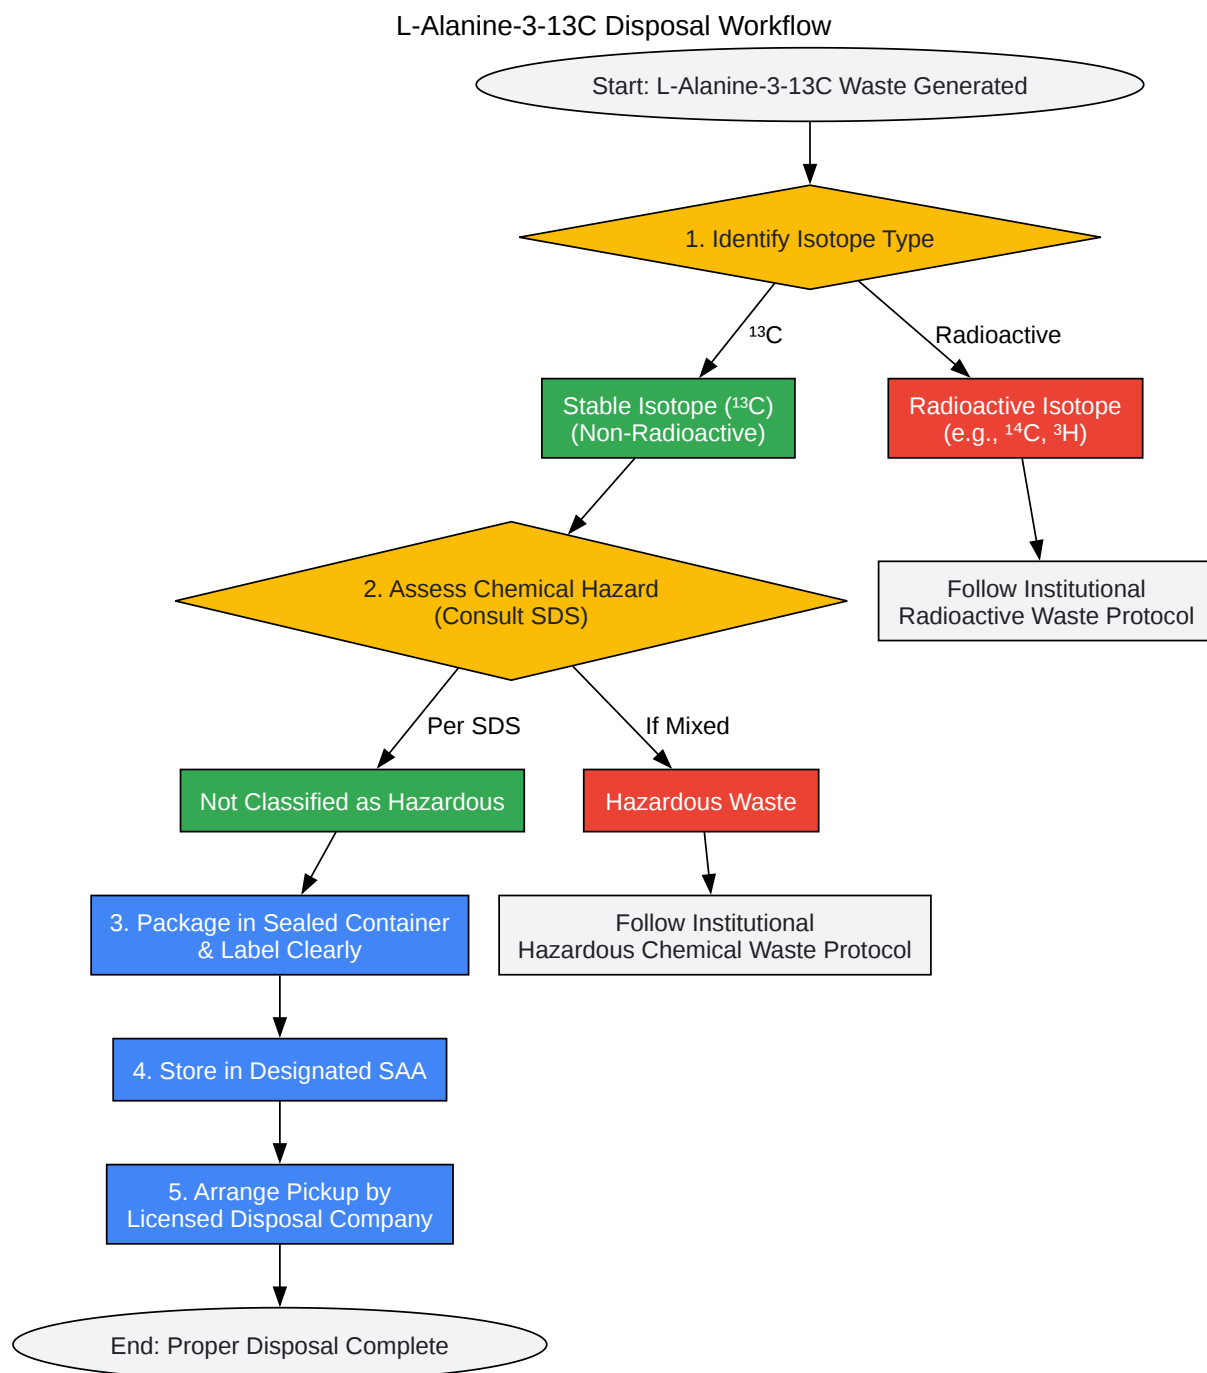 L-Alanine-3-13C Disposal Workflow
Start: L-Alanine-3-13C Waste Generated
1. Identify Isotope Type
¹³C
Radioactive
Stable Isotope (¹³C)
(Non-Radioactive)
Radioactive Isotope
(e.g., ¹⁴C, ³H)
Follow Institutional
Radioactive Waste Protocol
2. Assess Chemical Hazard
(Consult SDS)
Per SDS
If Mixed
Not Classified as Hazardous
Hazardous Waste
3. Package in Sealed Container
& Label Clearly
Follow Institutional
Hazardous Chemical Waste Protocol
4. Store in Designated SAA
5. Arrange Pickup by
Licensed Disposal Company
End: Proper Disposal Complete